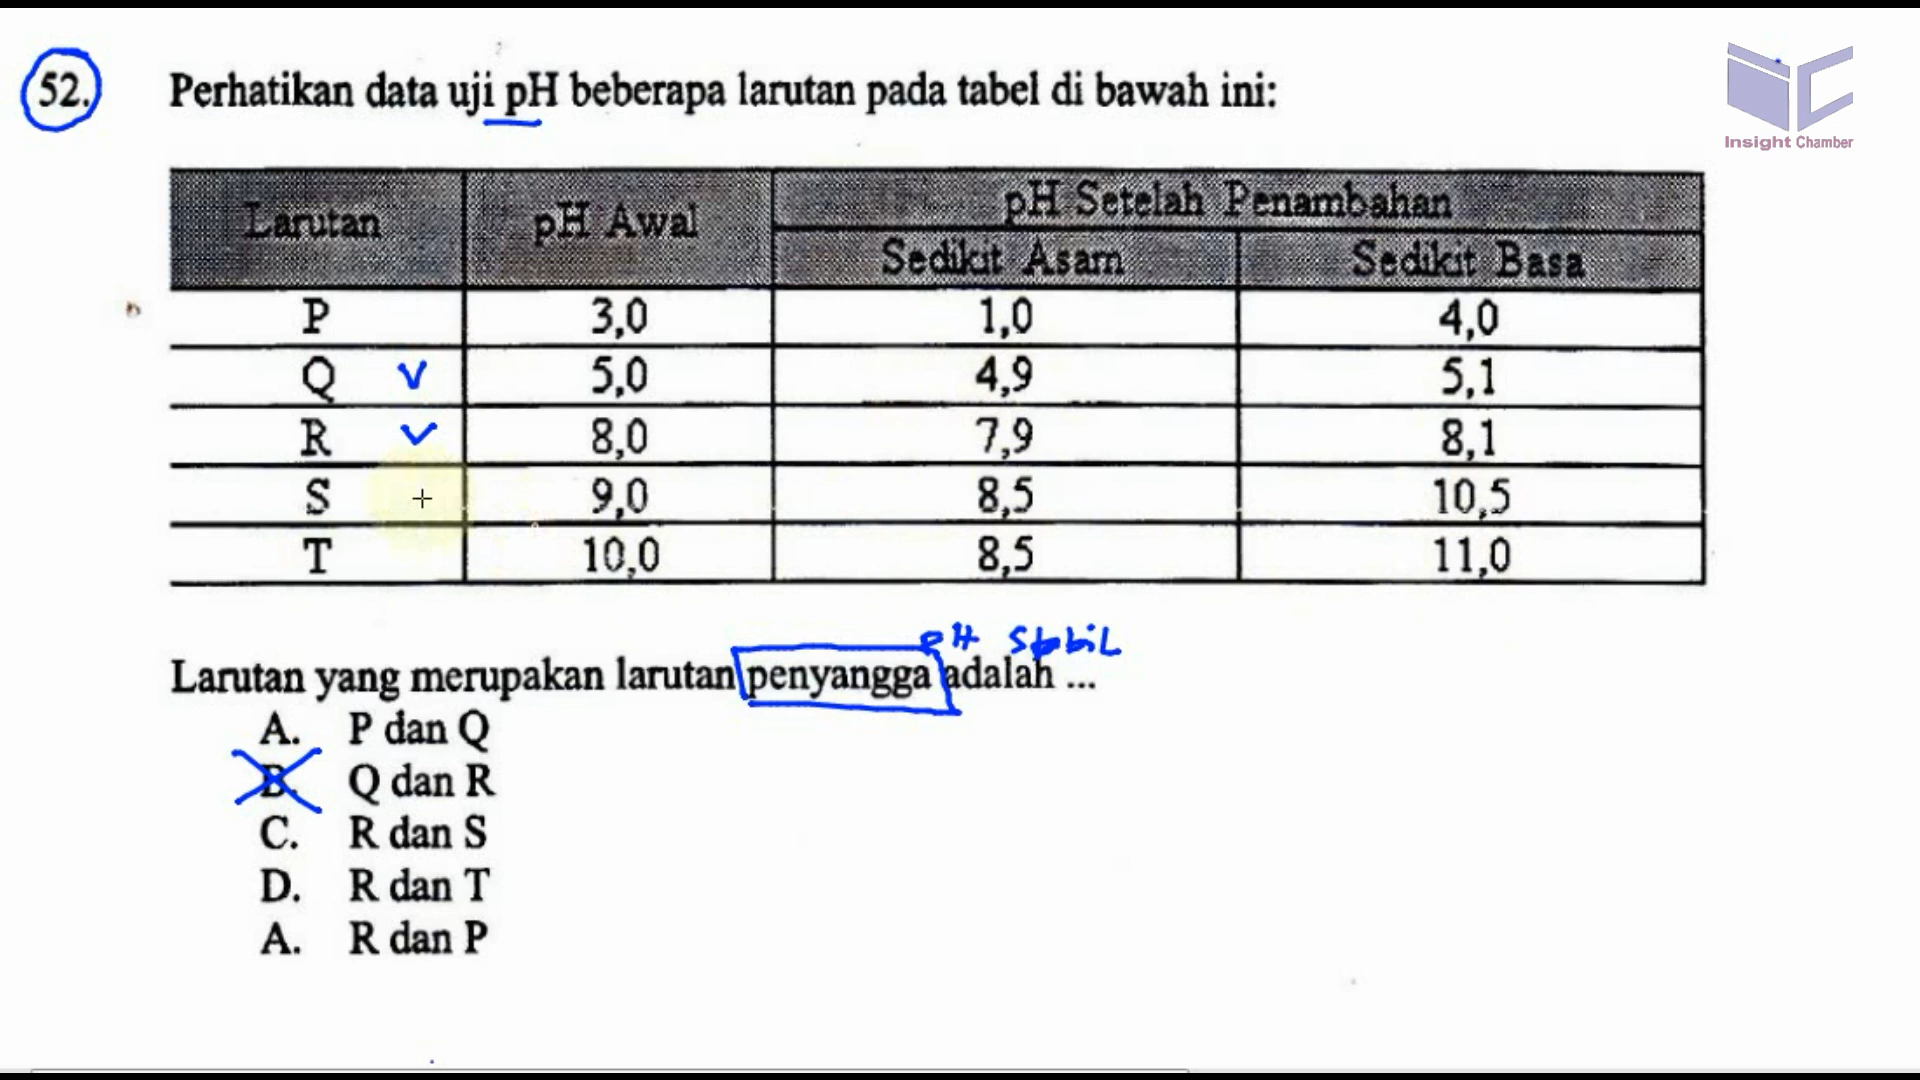 52. Perhatikan data uji pH beberapa larutan pada tabel di bawah ini:
Insight Chamber
Larutan pH Awal pH Setelah Penambahan
Sedikit Asam Sedikit Basa
P 3,0 1,0 4,0
Q v 5,0 4,9 5,1
R v 8,0 7,9 8,1
S 9,0 8,5 10,5
T 10,0 8,5 11,0
pH stabil
Larutan yang merupakan larutan penyangga adalah ...
A. P dan Q
B. Q dan R
C. R dan S
D. R dan T
A. R dan P